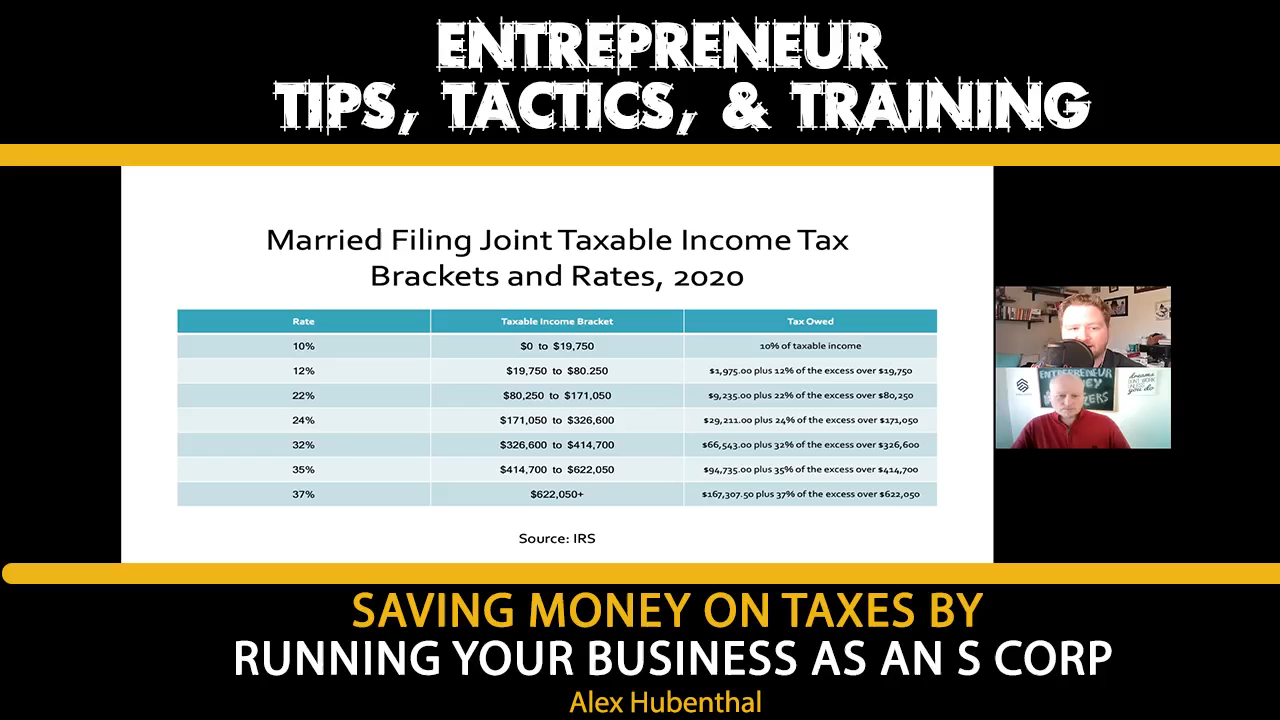 ENTREPRENEUR
TIPS, TACTICS, & TRAINING
Married Filing Joint Taxable Income Tax
Brackets and Rates, 2020
Rate Taxable Income Bracket Tax Owed
10% $0 to $19,750 10% of taxable income
12% $19,750 to $80.250 $1,975.00 plus 12% of the excess over $19,750
22% $80,250 to $171,050 $9,235.00 plus 22% of the excess over $80,250
24% $171,050 to $326,600 $29,211.00 plus 24% of the excess over $171,050
32% $326,600 to $414,700 $66,543.00 plus 32% of the excess over $326,600
35% $414,700 to $622,050 $94,735.00 plus 35% of the excess over $414,700
37% $622,050+ $167,307.50 plus 37% of the excess over $622,050
Source: IRS
ENTREPRENEUR
dreams
DON'T WORK
UNLESS
you do
SAVING MONEY ON TAXES BY
RUNNING YOUR BUSINESS AS AN S CORP
Alex Hubenthal